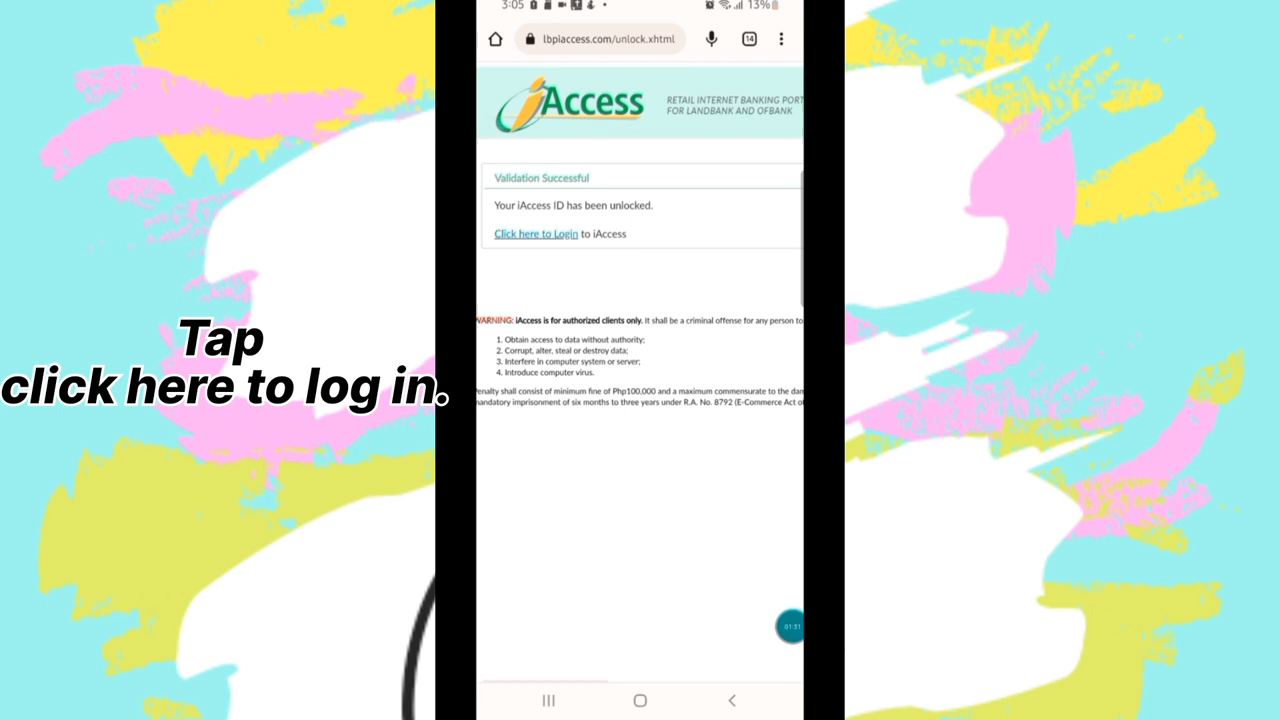 Tap
click here to log in.
3:05
13%
lbpiaccess.com/unlock.xhtml
14
iAccess
RETAIL INTERNET BANKING PORT
FOR LANDBANK AND OFBANK
Validation Successful
Your iAccess ID has been unlocked.
Click here to Login to iAccess
WARNING: iAccess is for authorized clients only. It shall be a criminal offense for any person to
1. Obtain access to data without authority;
2. Corrupt, alter, steal or destroy data;
3. Interfere in computer system or server;
4. Introduce computer virus.
Penalty shall consist of minimum fine of Php100,000 and a maximum commensurate to the dam
mandatory imprisonment of six months to three years under R.A. No. 8792 (E-Commerce Act of
01:31